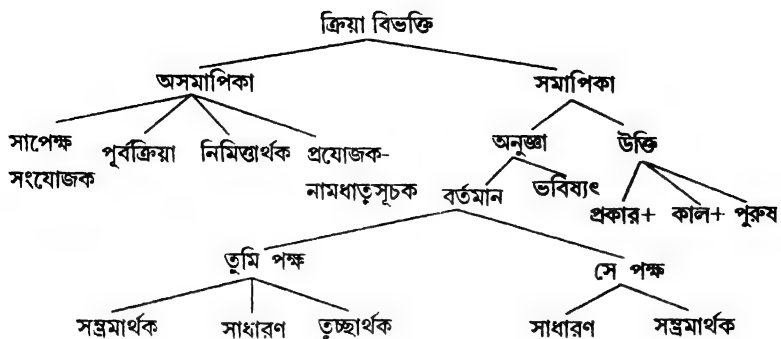 ক্রিয়া বিভক্তি
অসমাপিকা সমাপিকা
সাপেক্ষ পূর্বক্রিয়া নিমিত্তার্থক প্রযোজক- অনুজ্ঞা উক্তি
সংযোজক নামধাতুসূচক বর্তমান ভবিষ্যৎ প্রকার+ কাল+ পুরুষ
তুমি পক্ষ সে পক্ষ
সম্ভ্রমার্থক সাধারণ তুচ্ছার্থক সাধারণ সম্ভ্রমার্থক